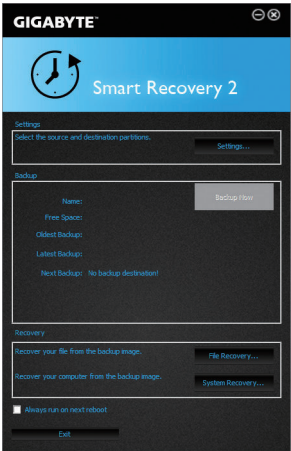 GIGABYTE™
Smart Recovery 2
Settings
Select the source and destination partitions.
Settings...
Backup
Name:
Backup Now
Free Space:
Oldest Backup:
Latest Backup:
Next Backup: No backup destination!
Recovery
Recover your file from the backup image.
File Recovery...
Recover your computer from the backup image.
System Recovery...
Always run on next reboot
Exit